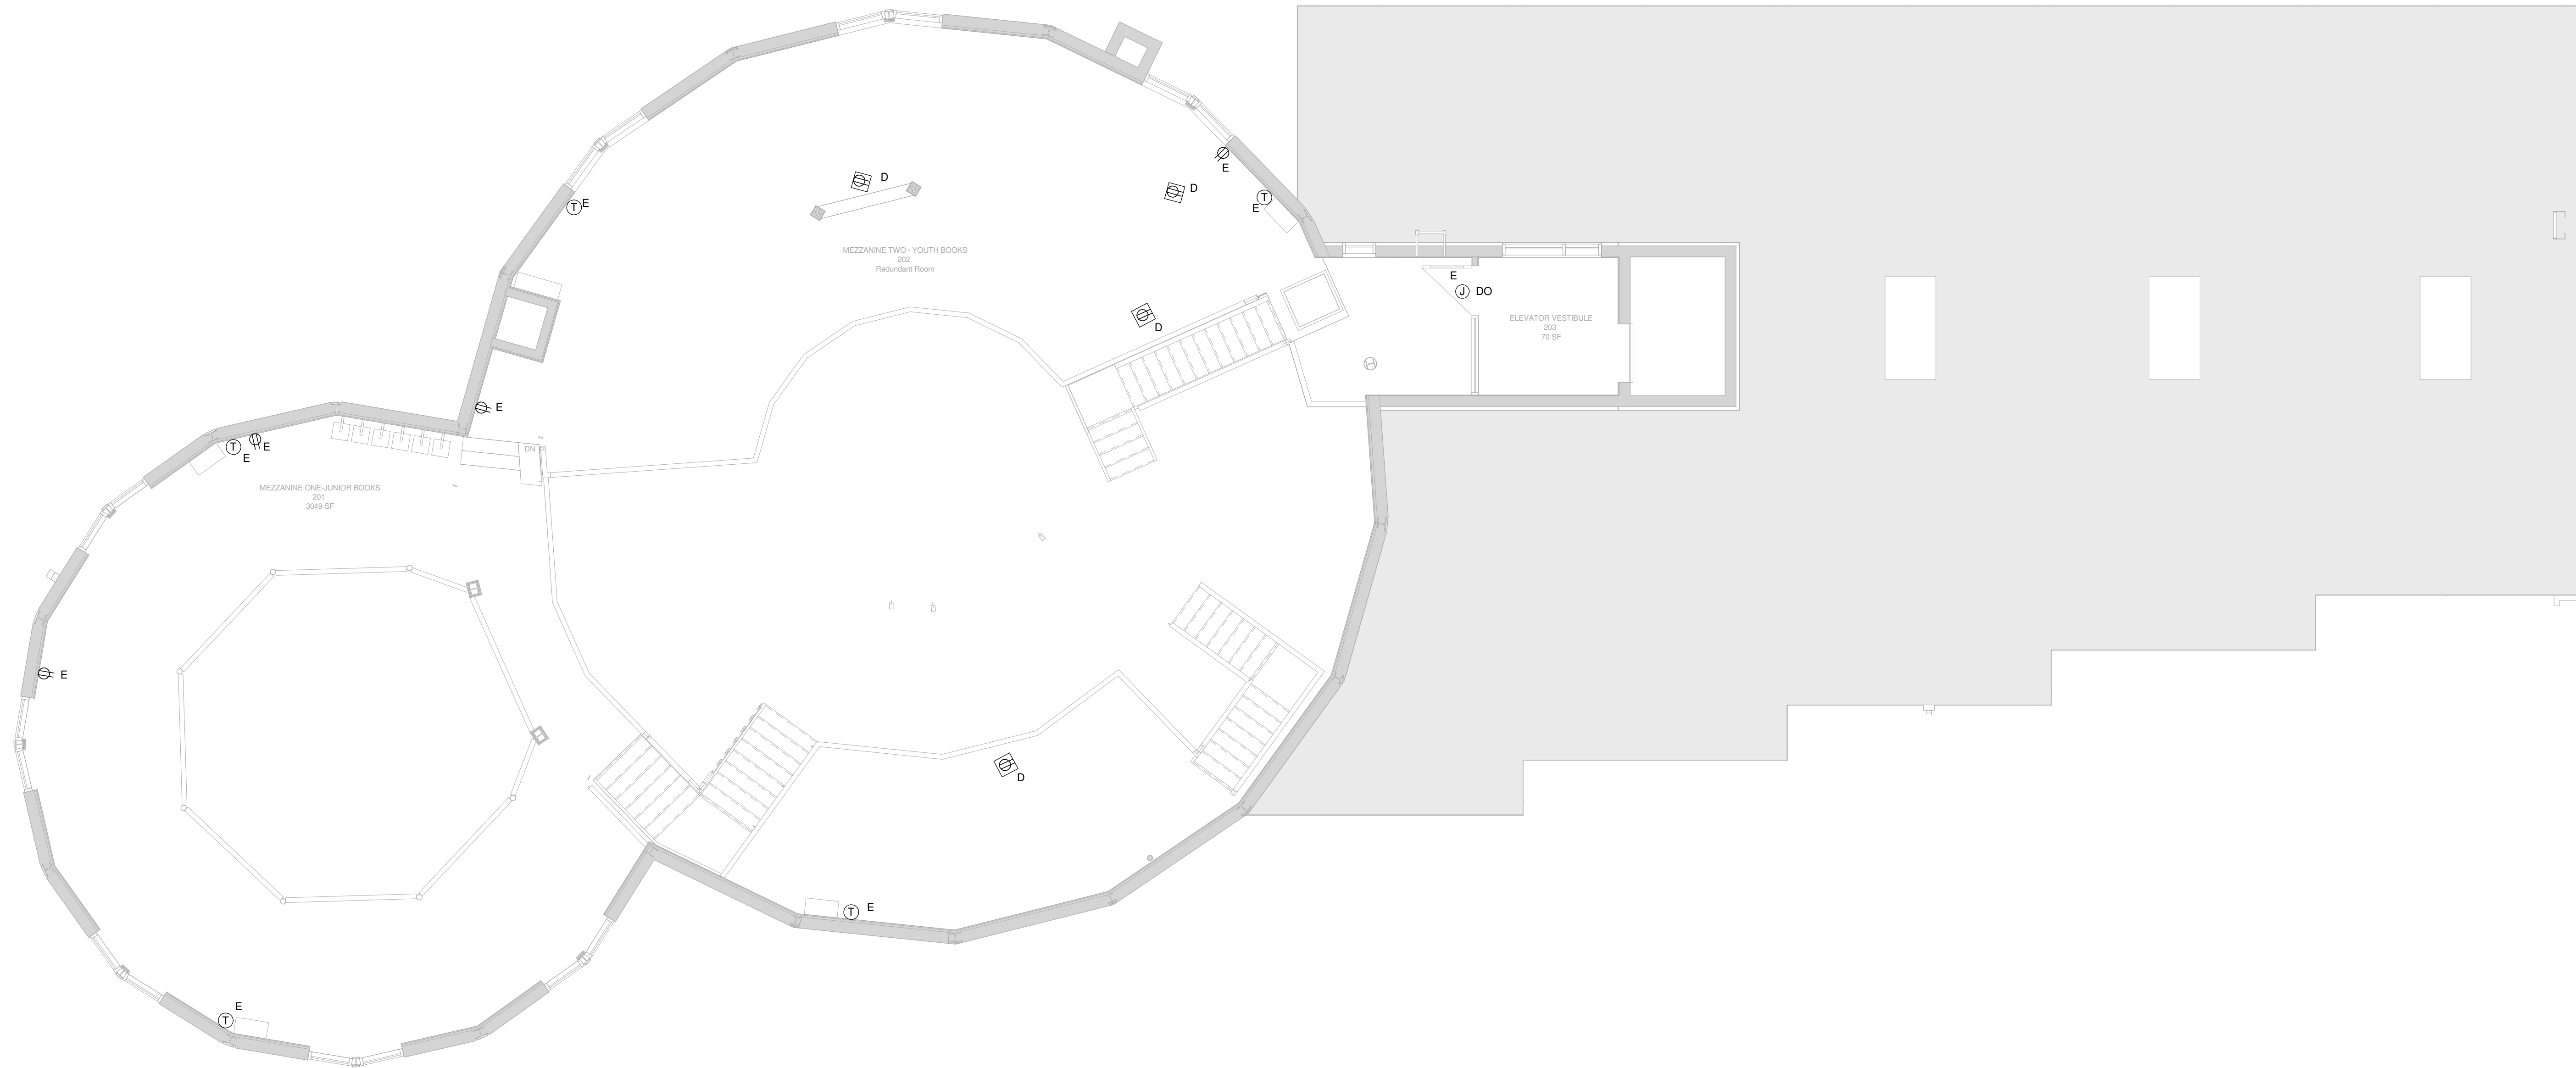 D
D
E
T
E
T
E
MEZZANINE TWO - YOUTH BOOKS
202
Redundant Room
E
J DO
D
ELEVATOR VESTIBULE
203
70 SF
E
T
E
E
DN
MEZZANINE ONE-JUNIOR BOOKS
201
3049 SF
E
D
T
E
E
T